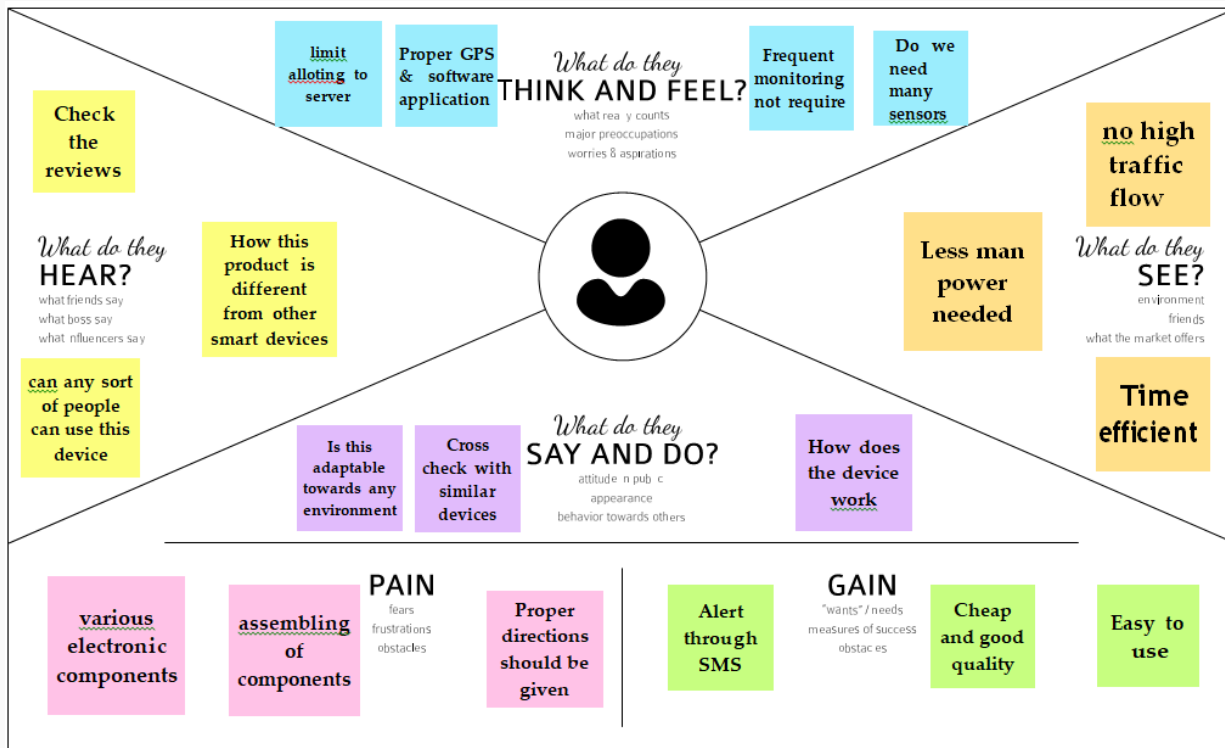 limit
alloting to
server
Proper GPS
& software
application
What do they
THINK AND FEEL?
what rea y counts
major preoccupations
worries & aspirations
Frequent
monitoring
not require
Do we
need
many
sensors
Check
the
reviews
What do they
HEAR?
what friends say
what boss say
what nfluencers say
How this
product is
different
from other
smart devices
can any sort
of people
can use this
device
no high
traffic
flow
Less man
power
needed
What do they
SEE?
environment
friends
what the market offers
Time
efficient
Is this
adaptable
towards any
environment
Cross
check with
similar
devices
What do they
SAY AND DO?
attitude n pub c
appearance
behavior towards others
How does
the device
work
various
electronic
components
assembling
of
components
PAIN
fears
frustrations
obstacles
Proper
directions
should be
given
Alert
through
SMS
GAIN
"wants" / needs
measures of success
obstac es
Cheap
and good
quality
Easy to
use